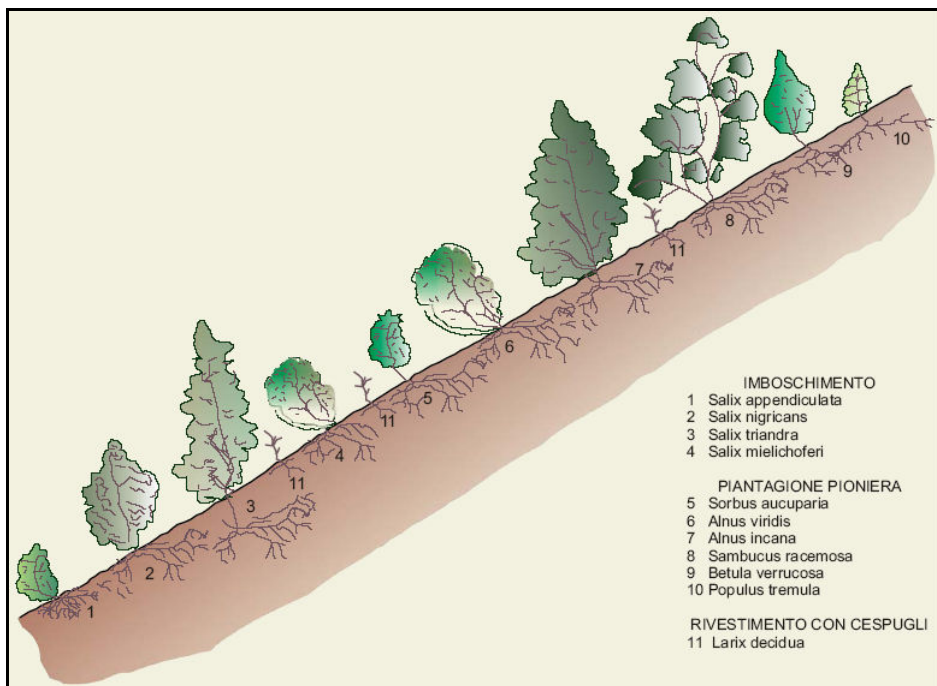 10
9
8
11
7
6
5
11
4
11
3
2
1
IMBOSCHIMENTO
1 Salix appendiculata
2 Salix nigricans
3 Salix triandra
4 Salix mielichoferi
PIANTAGIONE PIONIERA
5 Sorbus aucuparia
6 Alnus viridis
7 Alnus incana
8 Sambucus racemosa
9 Betula verrucosa
10 Populus tremula
RIVESTIMENTO CON CESPUGLI
11 Larix decidua